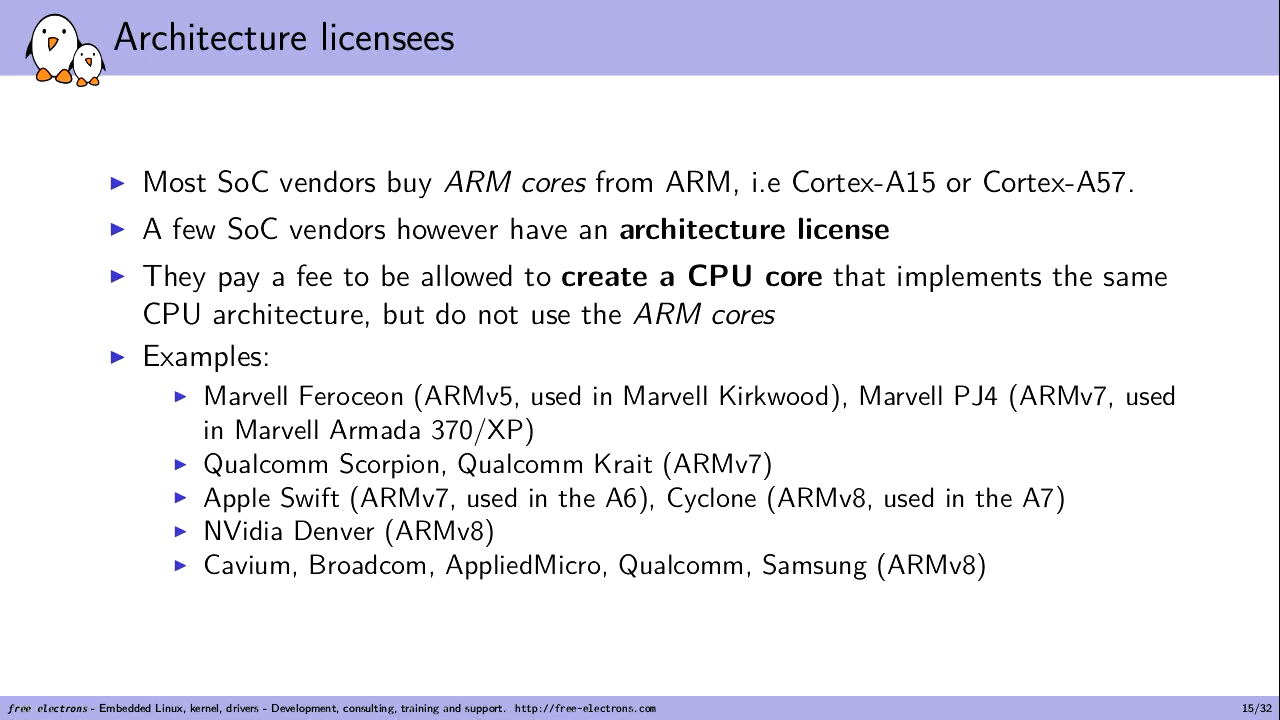 Architecture licensees
▶ Most SoC vendors buy ARM cores from ARM, i.e Cortex-A15 or Cortex-A57.
▶ A few SoC vendors however have an architecture license
▶ They pay a fee to be allowed to create a CPU core that implements the same
CPU architecture, but do not use the ARM cores
▶ Examples:
▶ Marvell Feroceon (ARMv5, used in Marvell Kirkwood), Marvell PJ4 (ARMv7, used
in Marvell Armada 370/XP)
▶ Qualcomm Scorpion, Qualcomm Krait (ARMv7)
▶ Apple Swift (ARMv7, used in the A6), Cyclone (ARMv8, used in the A7)
▶ NVidia Denver (ARMv8)
▶ Cavium, Broadcom, AppliedMicro, Qualcomm, Samsung (ARMv8)
free electrons - Embedded Linux, kernel, drivers - Development, consulting, training and support. http://free-electrons.com 15/32